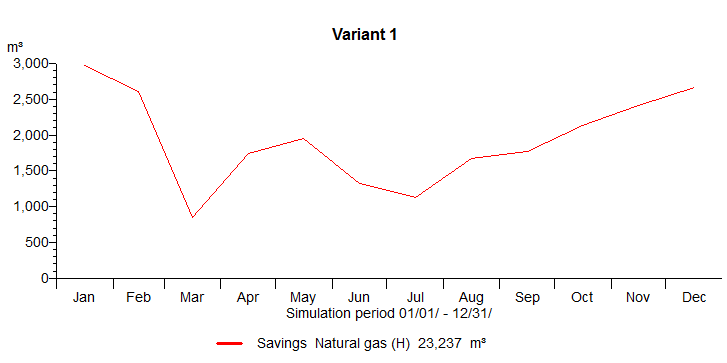 Variant 1
m³
3,000
2,500
2,000
1,500
1,000
500
0
Jan Feb Mar Apr May Jun Jul Aug Sep Oct Nov Dec
Simulation period 01/01/ - 12/31/
Savings Natural gas (H) 23,237 m³